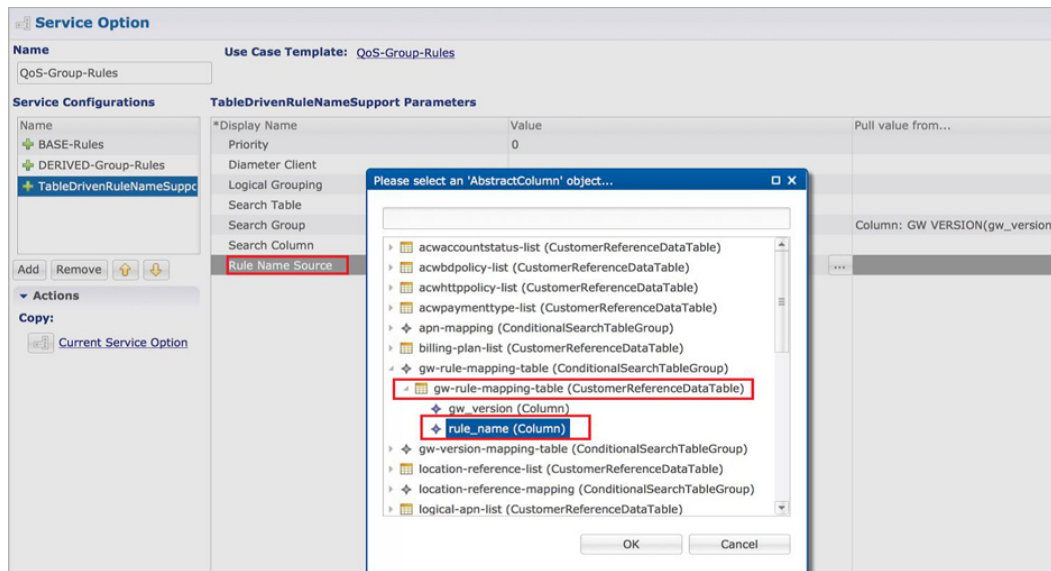 Service Option
Name
Use Case Template: QoS-Group-Rules
QoS-Group-Rules
Service Configurations
TableDrivenRuleNameSupport Parameters
Name
*Display Name Value Pull value from...
BASE-Rules
Priority 0
DERIVED-Group-Rules
Diameter Client
TableDrivenRuleNameSuppc
Logical Grouping
Search Table
Search Group Column: GW VERSION(gw_version
Search Column
Rule Name Source ...
Add Remove
Actions
Copy:
Current Service Option
Please select an 'AbstractColumn' object...
acwaccountstatus-list (CustomerReferenceDataTable)
acwbdpolicy-list (CustomerReferenceDataTable)
acwhttppolicy-list (CustomerReferenceDataTable)
acwpaymenttype-list (CustomerReferenceDataTable)
apn-mapping (ConditionalSearchTableGroup)
billing-plan-list (CustomerReferenceDataTable)
gw-rule-mapping-table (ConditionalSearchTableGroup)
gw-rule-mapping-table (CustomerReferenceDataTable)
gw_version (Column)
rule_name (Column)
gw-version-mapping-table (ConditionalSearchTableGroup)
location-reference-list (CustomerReferenceDataTable)
location-reference-mapping (ConditionalSearchTableGroup)
logical-apn-list (CustomerReferenceDataTable)
OK Cancel